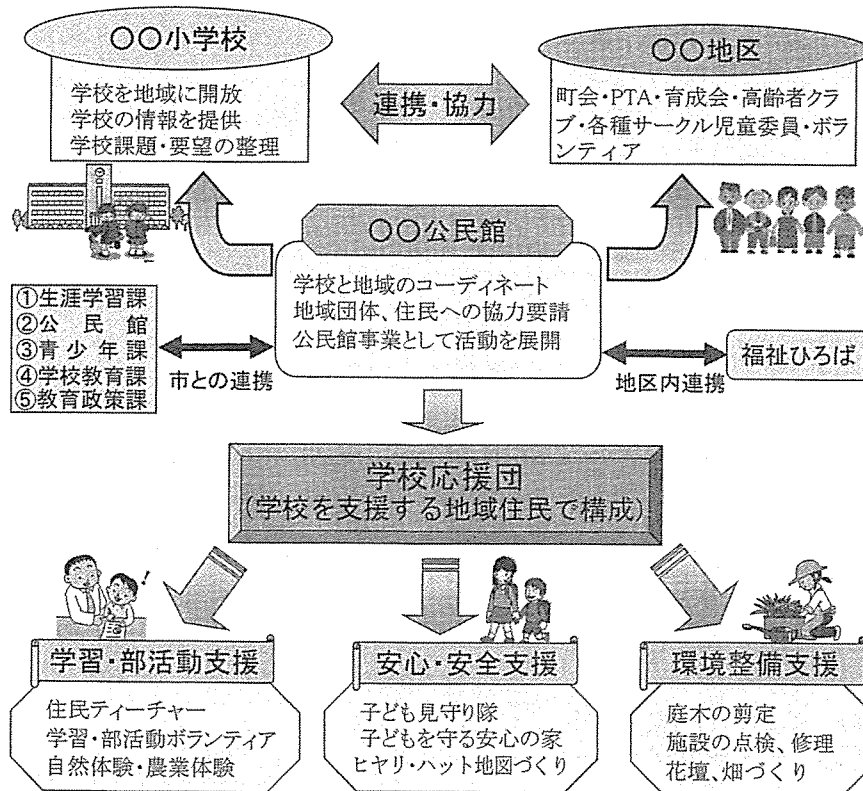 〇〇小学校
学校を地域に開放
学校の情報を提供
学校課題・要望の整理
連携・協力
〇〇地区
町会・PTA・育成会・高齢者クラ
ブ・各種サークル児童委員・ボラ
ンティア
〇〇公民館
学校と地域のコーディネート
地域団体、住民への協力要請
公民館事業として活動を展開
①生涯学習課
②公民館
③青少年課
④学校教育課
⑤教育政策課
市との連携
地区内連携
福祉ひろば
学校応援団
(学校を支援する地域住民で構成)
学習・部活動支援
住民ティーチャー
学習・部活動ボランティア
自然体験・農業体験
安心・安全支援
子ども見守り隊
子どもを守る安心の家
ヒヤリ・ハット地図づくり
環境整備支援
庭木の剪定
施設の点検、修理
花壇、畑づくり